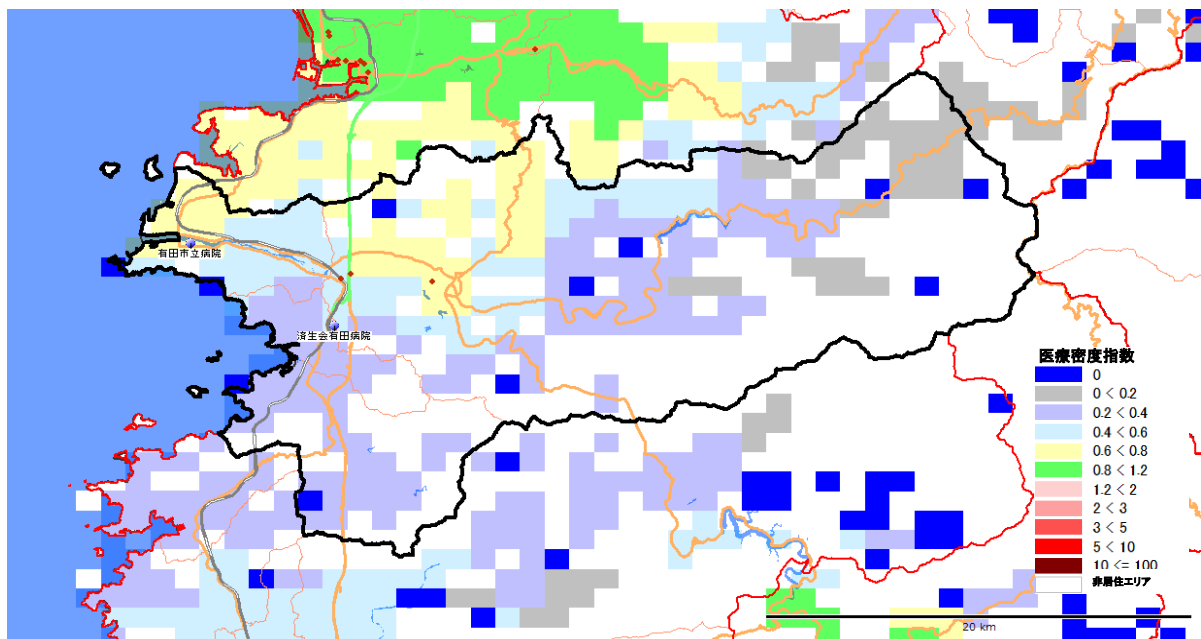 有田市立病院
済生会有田病院
医療密度指数
0
0 < 0.2
0.2 < 0.4
0.4 < 0.6
0.6 < 0.8
0.8 < 1.2
1.2 < 2
2 < 3
3 < 5
5 < 10
10 <= 100
非居住エリア
20 km